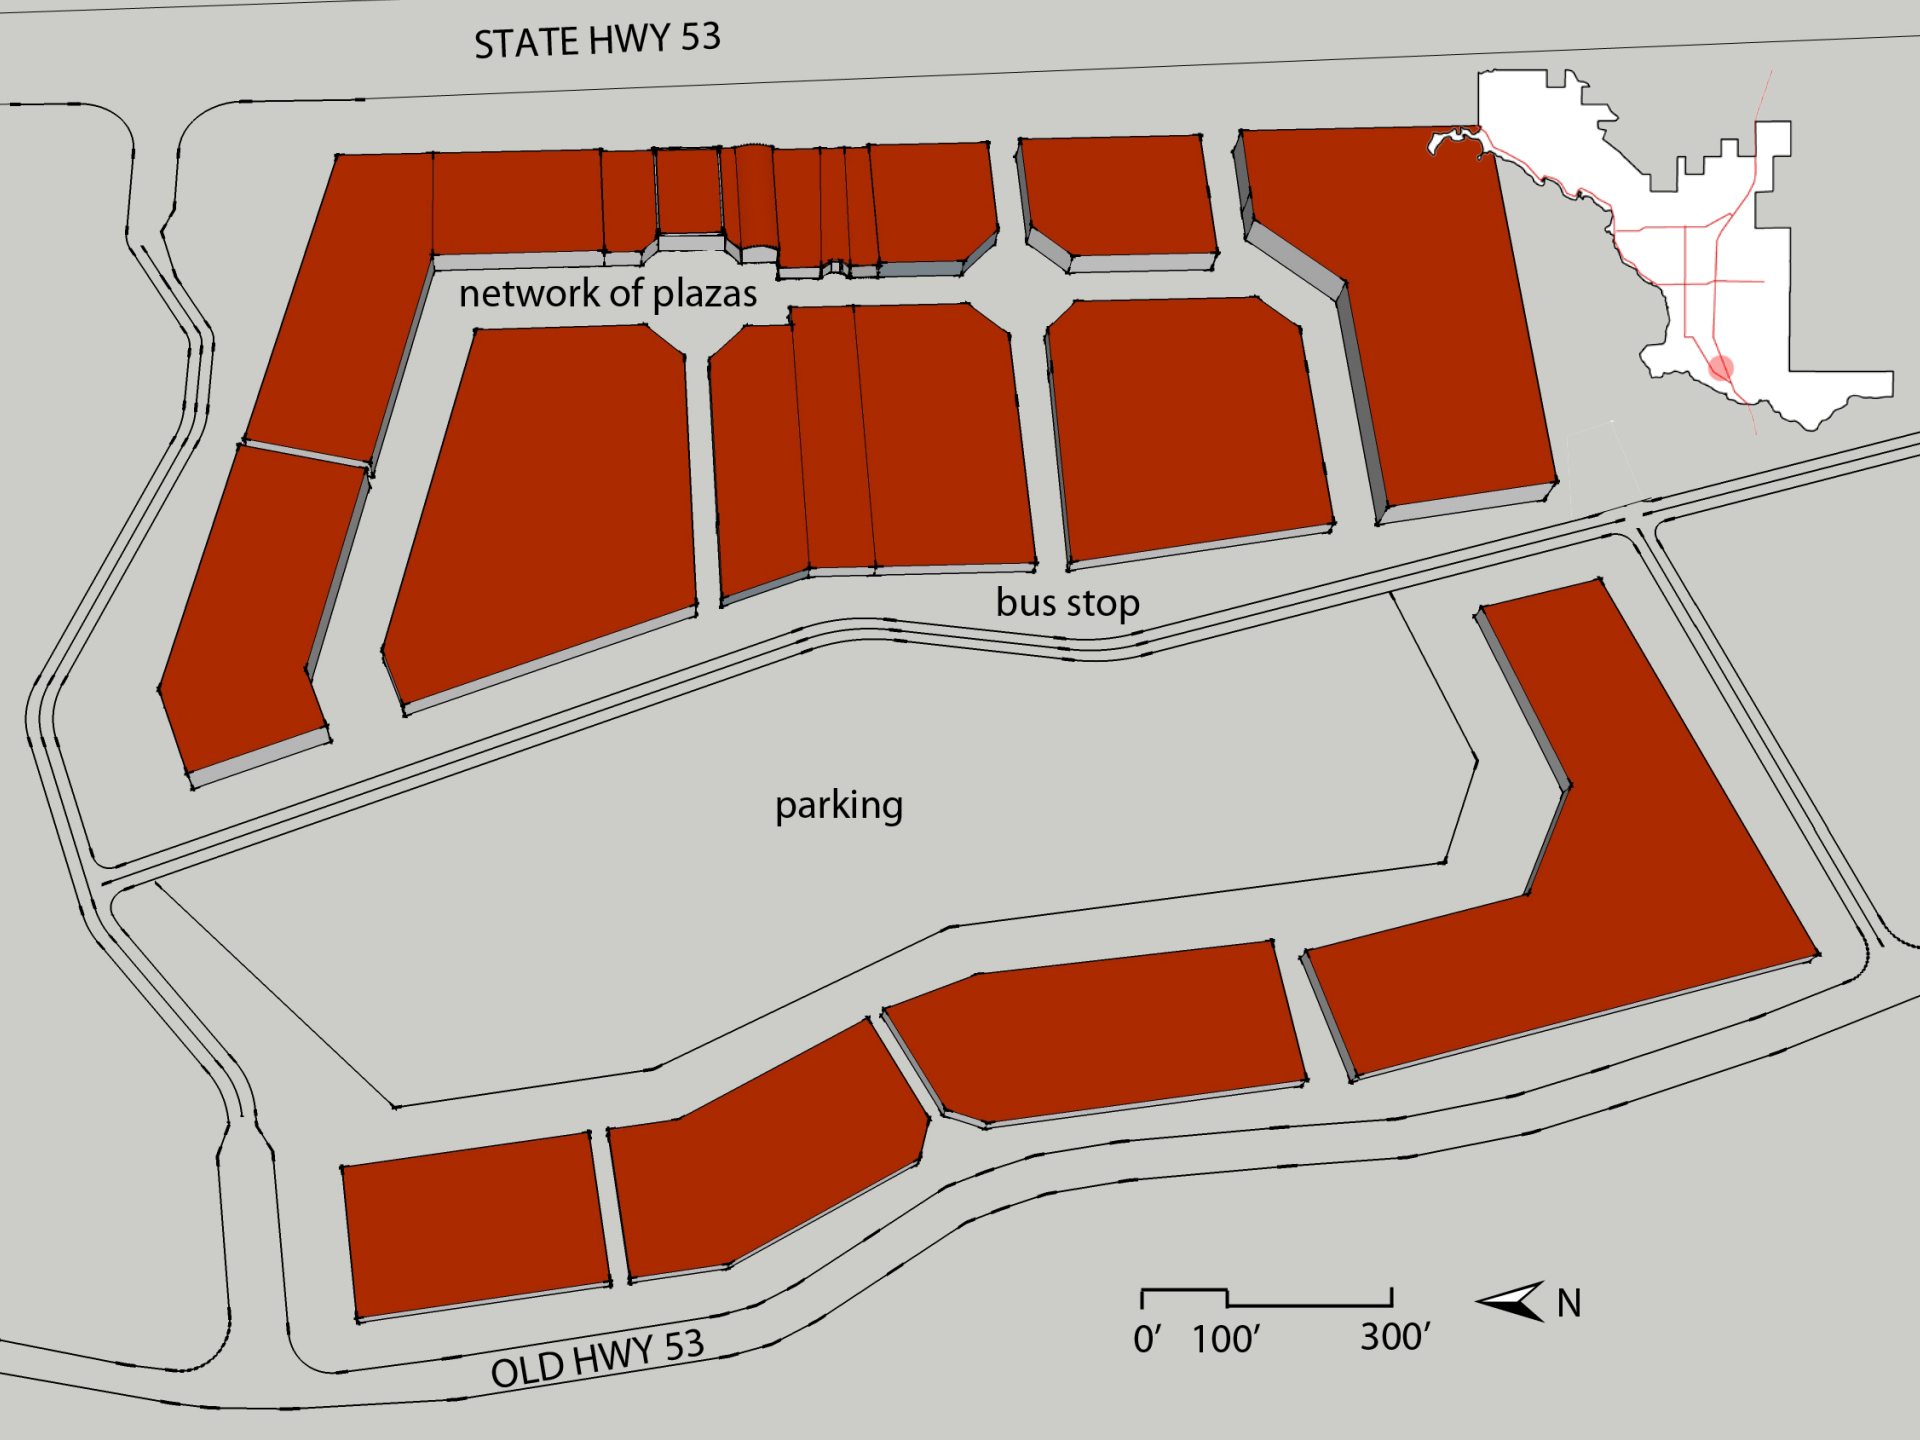 STATE HWY 53
network of plazas
bus stop
parking
OLD HWY 53
0′ 100′ 300′
N